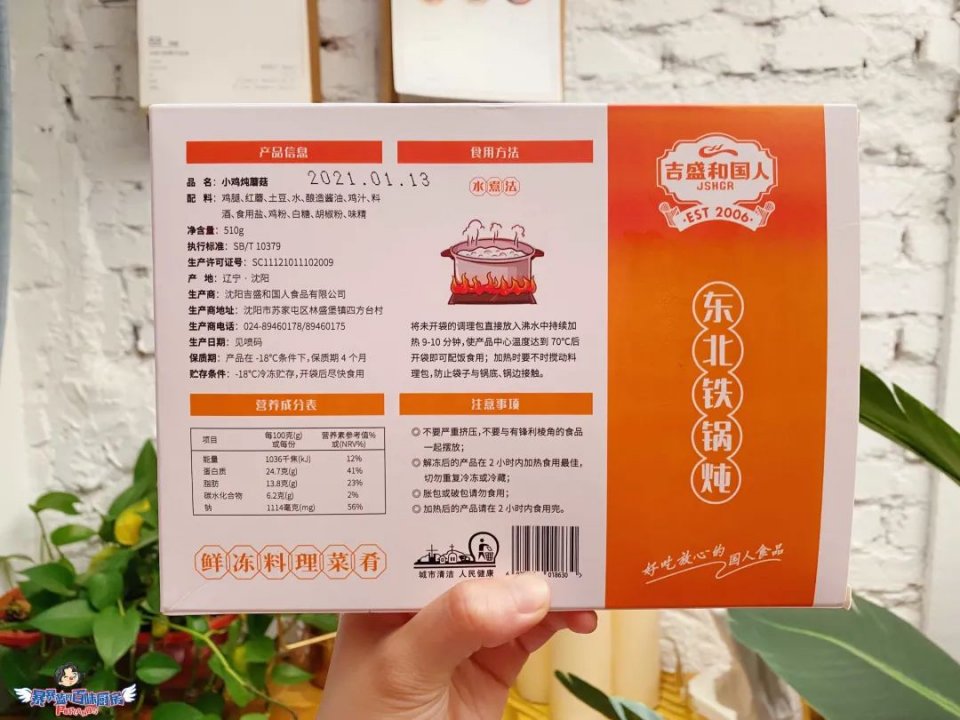 产品信息
品 名：小鸡炖蘑菇
2021.01.13
配 料：鸡腿、红蘑、土豆、水、酿造酱油、鸡汁、料
酒、食用盐、鸡粉、白糖、胡椒粉、味精
净含量：510g
执行标准：SB/T 10379
生产许可证号：SC11121011102009
产 地：辽宁·沈阳
生产商：沈阳吉盛和国人食品有限公司
生产商地址：沈阳市苏家屯区林盛堡镇四方台村
生产商电话：024-89460178/89460175
生产日期：见喷码
保质期：产品在 -18℃条件下,保质期 4 个月
贮存条件：-18℃冷冻贮存,开袋后尽快食用
营养成分表
项目 每100克(g)或每份 营养素参考值%或(NRV%)
能量 1036千焦(kJ) 12%
蛋白质 24.7克(g) 41%
脂肪 13.8克(g) 23%
碳水化合物 6.2克(g) 2%
钠 1114毫克(mg) 56%
鲜冻料理菜肴
食用方法
水煮法
将未开袋的调理包直接放入沸水中持续加
热 9-10 分钟,使产品中心温度达到 70℃后
开袋即可配饭食用；加热时要不时搅动料
理包,防止袋子与锅底、锅边接触。
注意事项
◎ 不要严重挤压,不要与有锋利棱角的食品
一起摆放；
◎ 解冻后的产品在 2 小时内加热食用最佳,
切勿重复冷冻或冷藏；
◎ 胀包或破包请勿食用；
◎ 加热后的产品请在 2 小时内食用完。
城市清洁 人民健康
018630
吉盛和国人
JSHGR
·EST 2006·
东北铁锅炖
好吃放心的国人食品